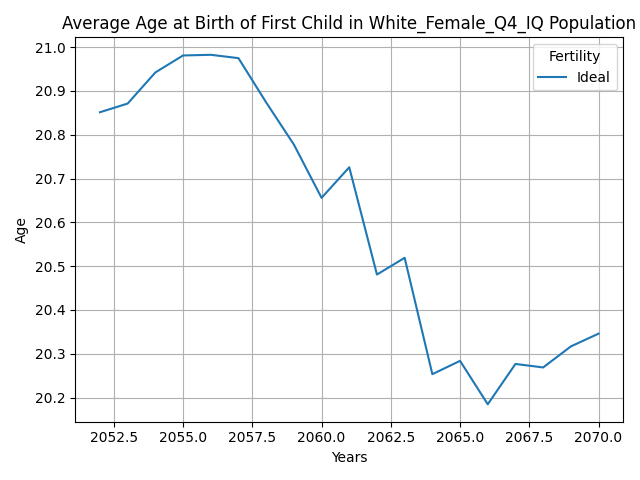 Average Age at Birth of First Child in White_Female_Q4_IQ Population
Fertility
Ideal
Age
21.0
20.9
20.8
20.7
20.6
20.5
20.4
20.3
20.2
2052.5 2055.0 2057.5 2060.0 2062.5 2065.0 2067.5 2070.0
Years